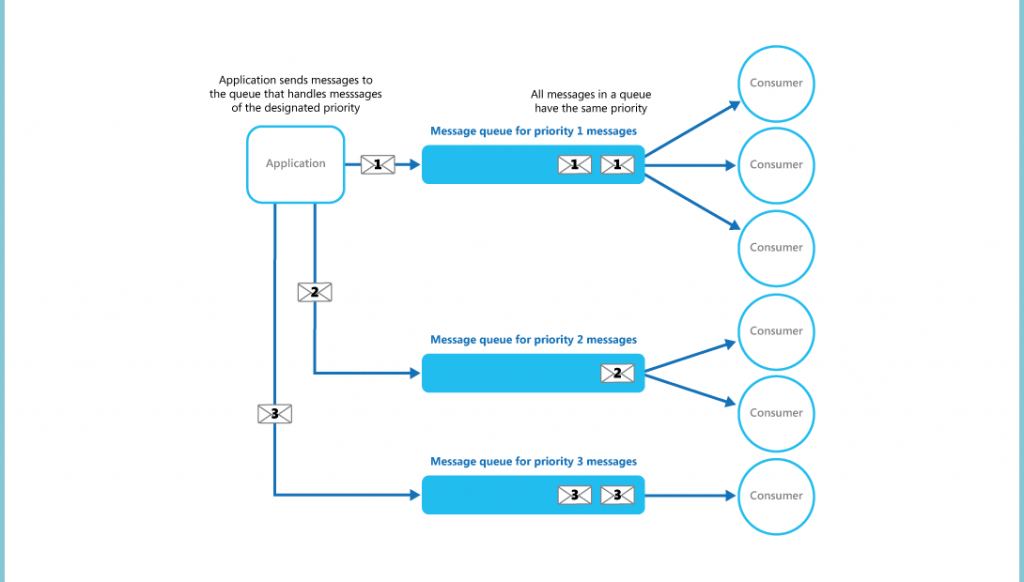 Application sends messages to
the queue that handles messsages
of the designated priority
All messages in a queue
have the same priority
Message queue for priority 1 messages
Application
1
1
1
Consumer
Consumer
Consumer
2
Message queue for priority 2 messages
2
Consumer
Consumer
3
Message queue for priority 3 messages
3
3
Consumer